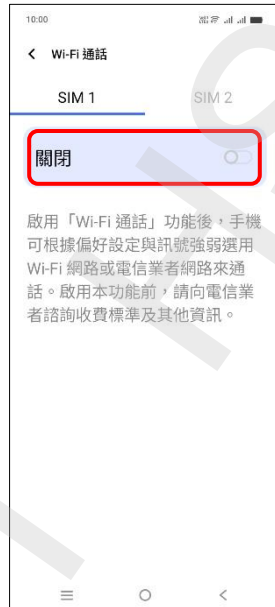 10:00
Wi-Fi 通話
SIM 1
SIM 2
關閉
啟用「Wi-Fi 通話」功能後，手機
可根據偏好設定與訊號強弱選用
Wi-Fi 網路或電信業者網路來通
話。啟用本功能前，請向電信業
者諮詢收費標準及其他資訊。